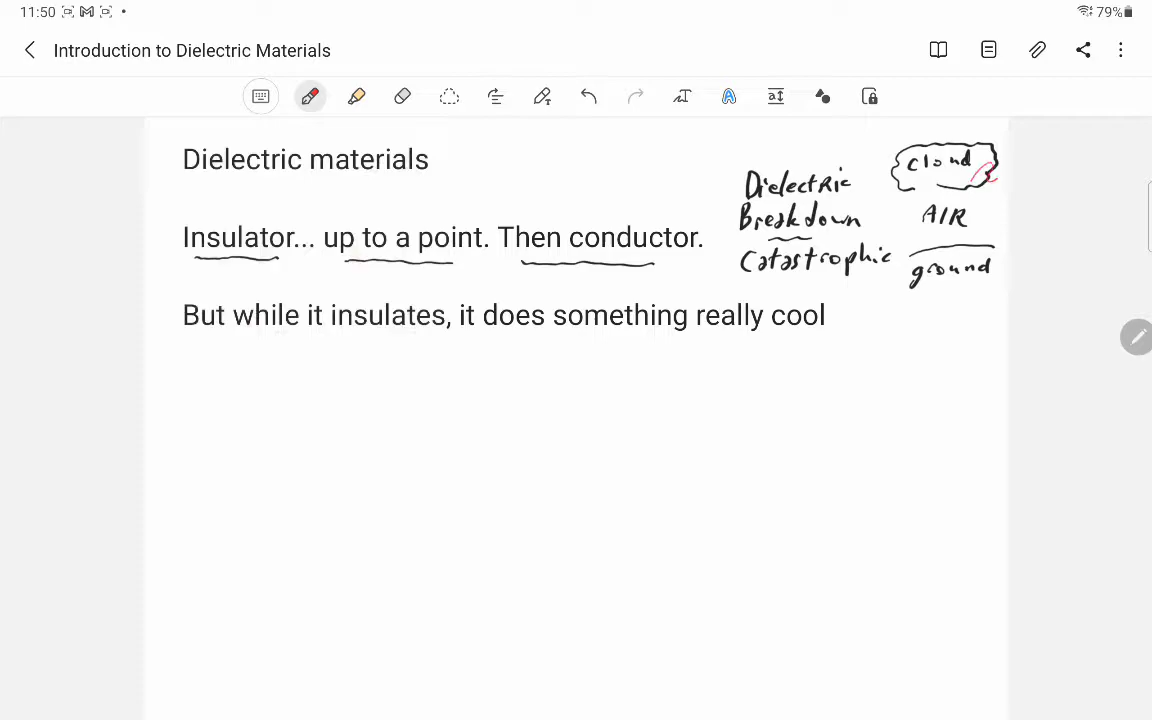 11:50
79%
Introduction to Dielectric Materials
Dielectric materials
Insulator... up to a point. Then conductor.
But while it insulates, it does something really cool
Dielectric
Breakdown
Catastrophic
cloud
AIR
ground